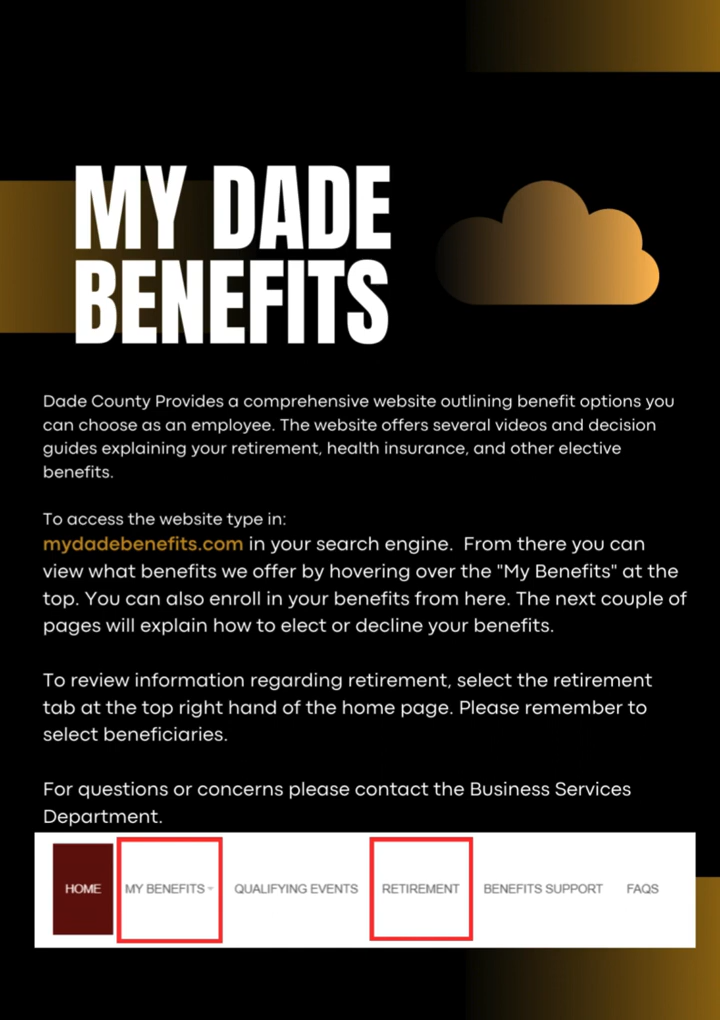 MY DADE
BENEFITS
Dade County Provides a comprehensive website outlining benefit options you
can choose as an employee. The website offers several videos and decision
guides explaining your retirement, health insurance, and other elective
benefits.
To access the website type in:
mydadebenefits.com in your search engine.  From there you can
view what benefits we offer by hovering over the "My Benefits" at the
top. You can also enroll in your benefits from here. The next couple of
pages will explain how to elect or decline your benefits.
To review information regarding retirement, select the retirement
tab at the top right hand of the home page. Please remember to
select beneficiaries.
For questions or concerns please contact the Business Services
Department.
HOME MY BENEFITS QUALIFYING EVENTS RETIREMENT BENEFITS SUPPORT FAQS